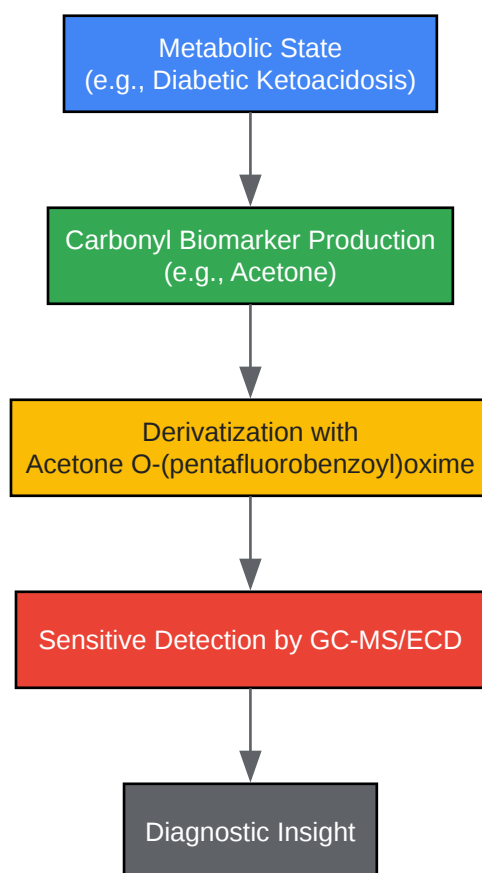 Metabolic State
(e.g., Diabetic Ketoacidosis)
Carbonyl Biomarker Production
(e.g., Acetone)
Derivatization with
Acetone O-(pentafluorobenzoyl)oxime
Sensitive Detection by GC-MS/ECD
Diagnostic Insight